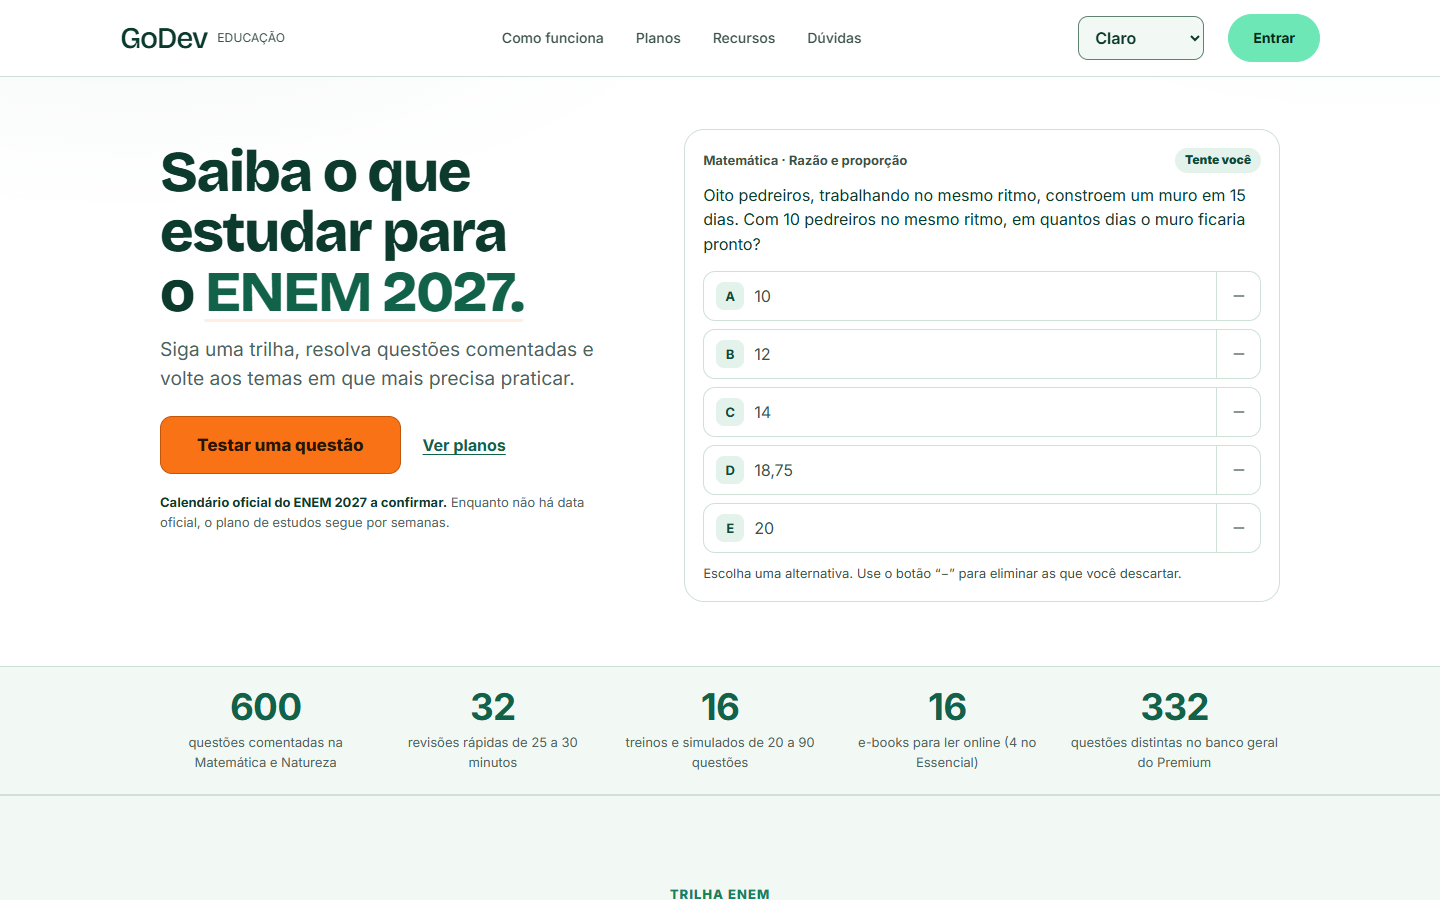 GoDev EDUCAÇÃO
Como funciona
Planos
Recursos
Dúvidas
Claro
Entrar
Saiba o que
estudar para
o ENEM 2027.
Siga uma trilha, resolva questões comentadas e
volte aos temas em que mais precisa praticar.
Testar uma questão
Ver planos
Calendário oficial do ENEM 2027 a confirmar. Enquanto não há data
oficial, o plano de estudos segue por semanas.
Matemática · Razão e proporção
Tente você
Oito pedreiros, trabalhando no mesmo ritmo, constroem um muro em 15
dias. Com 10 pedreiros no mesmo ritmo, em quantos dias o muro ficaria
pronto?
A 10 −
B 12 −
C 14 −
D 18,75 −
E 20 −
Escolha uma alternativa. Use o botão “−” para eliminar as que você descartar.
600
questões comentadas na
Matemática e Natureza
32
revisões rápidas de 25 a 30
minutos
16
treinos e simulados de 20 a 90
questões
16
e-books para ler online (4 no
Essencial)
332
questões distintas no banco geral
do Premium
TRILHA ENEM